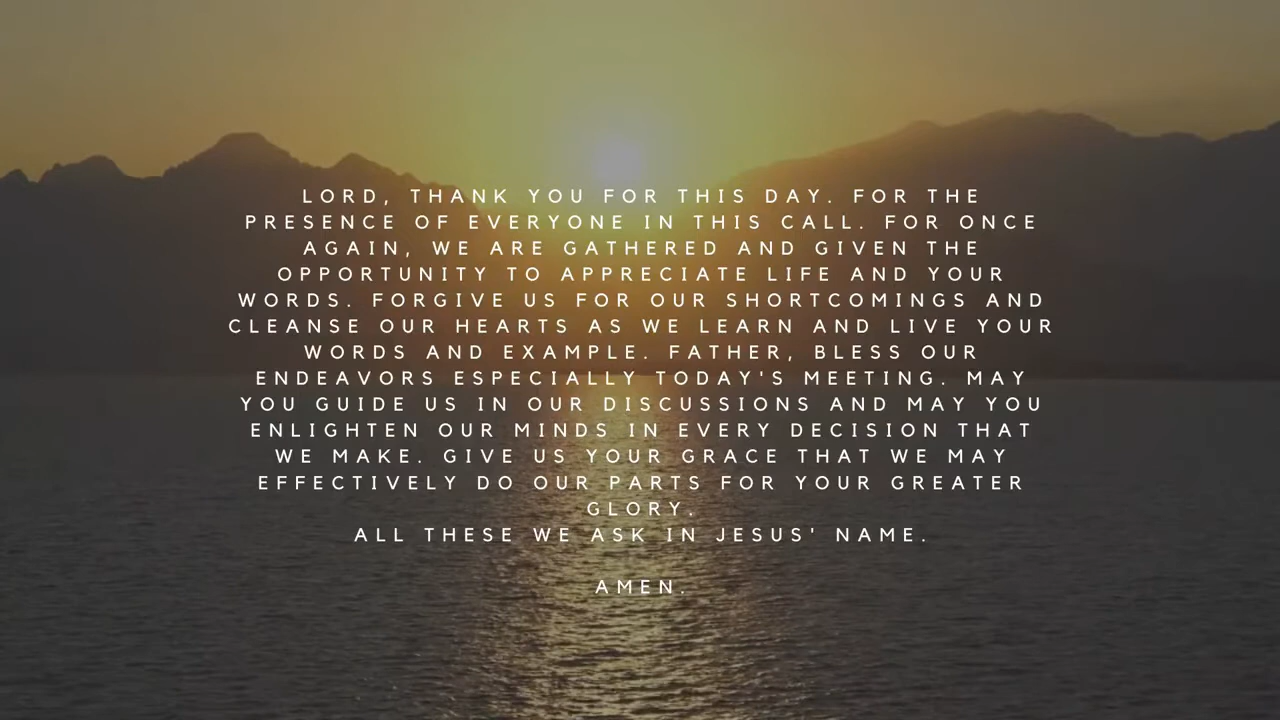 LORD, THANK YOU FOR THIS DAY. FOR THE
PRESENCE OF EVERYONE IN THIS CALL. FOR ONCE
AGAIN, WE ARE GATHERED AND GIVEN THE
OPPORTUNITY TO APPRECIATE LIFE AND YOUR
WORDS. FORGIVE US FOR OUR SHORTCOMINGS AND
CLEANSE OUR HEARTS AS WE LEARN AND LIVE YOUR
WORDS AND EXAMPLE. FATHER, BLESS OUR
ENDEAVORS ESPECIALLY TODAY'S MEETING. MAY
YOU GUIDE US IN OUR DISCUSSIONS AND MAY YOU
ENLIGHTEN OUR MINDS IN EVERY DECISION THAT
WE MAKE. GIVE US YOUR GRACE THAT WE MAY
EFFECTIVELY DO OUR PARTS FOR YOUR GREATER
GLORY.
ALL THESE WE ASK IN JESUS' NAME.
AMEN.